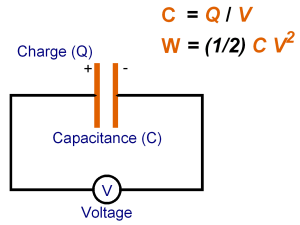 C = Q / V
W = (1/2) C V²
Charge (Q)
+ -
Capacitance (C)
V
Voltage